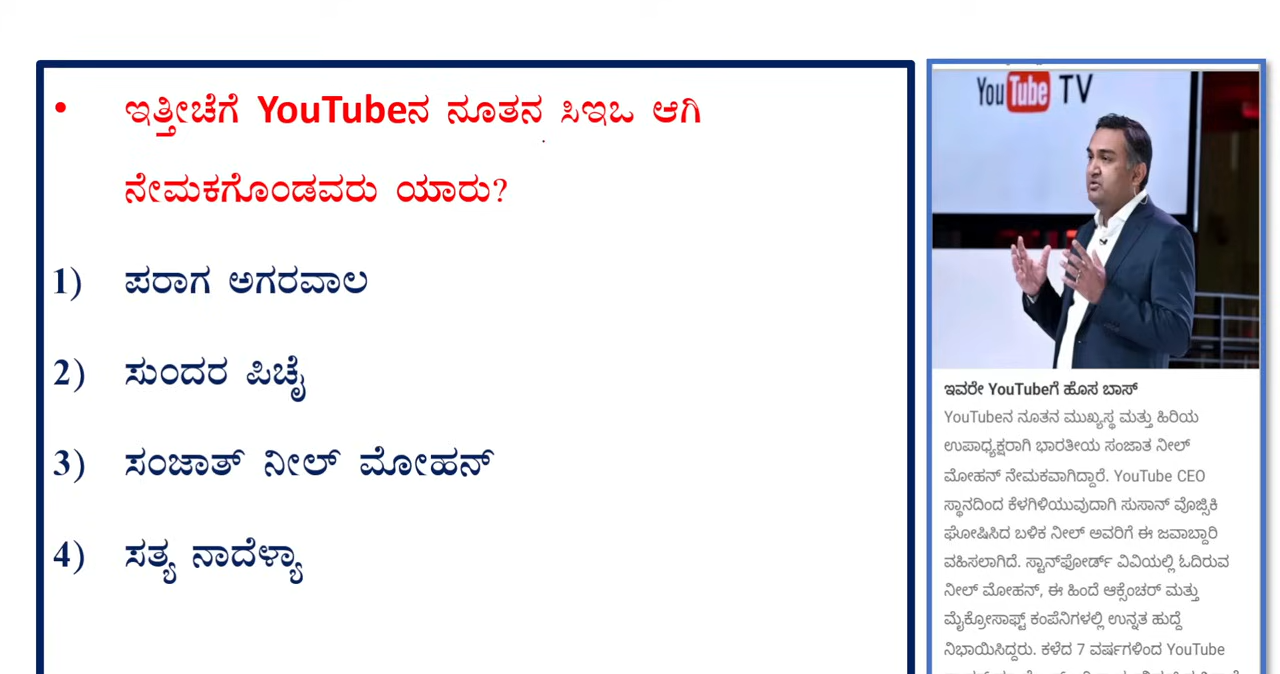 • ಇತ್ತೀಚೆಗೆ YouTubeನ ನೂತನ ಸಿಇಒ ಆಗಿ
ನೇಮಕಗೊಂಡವರು ಯಾರು?
1) ಪರಾಗ ಅಗರವಾಲ
2) ಸುಂದರ ಪಿಚೈ
3) ಸಂಜಾತ್ ನೀಲ್ ಮೋಹನ್
4) ಸತ್ಯ ನಾದೆಳ್ಯಾ
YouTube TV
ಇವರೇ YouTubeಗೆ ಹೊಸ ಬಾಸ್
YouTubeನ ನೂತನ ಮುಖ್ಯಸ್ಥ ಮತ್ತು ಹಿರಿಯ
ಉಪಾಧ್ಯಕ್ಷರಾಗಿ ಭಾರತೀಯ ಸಂಜಾತ ನೀಲ್
ಮೋಹನ್ ನೇಮಕವಾಗಿದ್ದಾರೆ. YouTube CEO
ಸ್ಥಾನದಿಂದ ಕೆಳಗಿಳಿಯುವುದಾಗಿ ಸುಸಾನ್ ವೊಜ್ಸಿಕಿ
ಘೋಷಿಸಿದ ಬಳಿಕ ನೀಲ್ ಅವರಿಗೆ ಈ ಜವಾಬ್ದಾರಿ
ವಹಿಸಲಾಗಿದೆ. ಸ್ಟಾನ್‌ಫೋರ್ಡ್ ವಿವಿಯಲ್ಲಿ ಓದಿರುವ
ನೀಲ್ ಮೋಹನ್, ಈ ಹಿಂದೆ ಆಕ್ಸೆಂಚರ್ ಮತ್ತು
ಮೈಕ್ರೋಸಾಫ್ಟ್ ಕಂಪೆನಿಗಳಲ್ಲಿ ಉನ್ನತ ಹುದ್ದೆ
ನಿಭಾಯಿಸಿದ್ದರು. ಕಳೆದ 7 ವರ್ಷಗಳಿಂದ YouTube